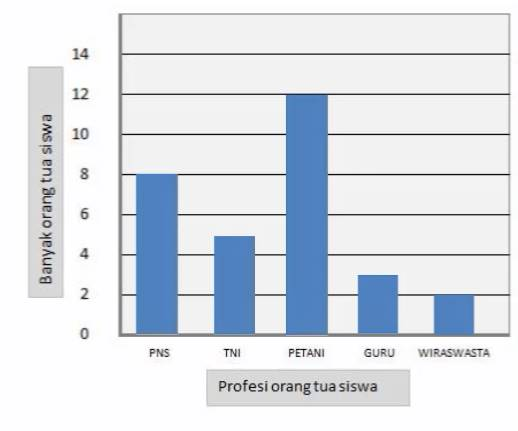 Banyak orang tua siswa
14
12
10
8
6
4
2
0
PNS TNI PETANI GURU WIRASWASTA
Profesi orang tua siswa